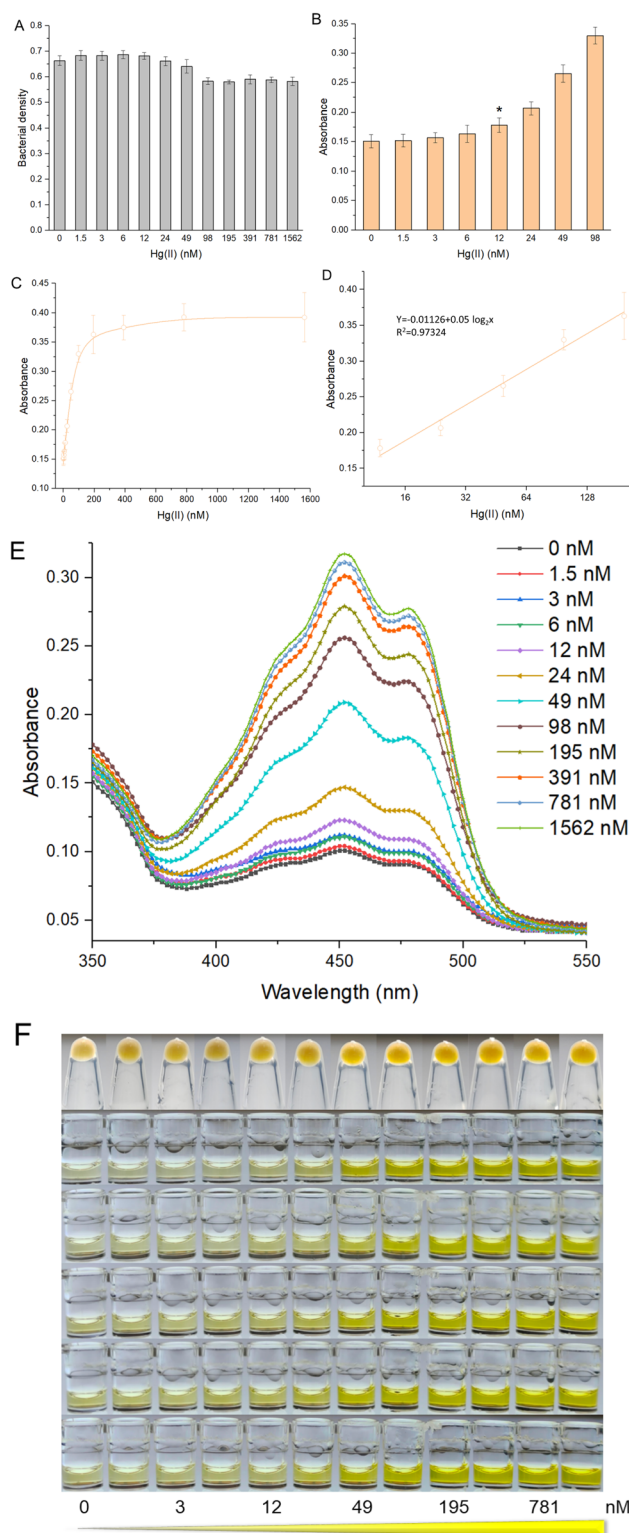 A
Bacterial density
0.8
0.7
0.6
0.5
0.4
0.3
0.2
0.1
0.0
0 1.5 3 6 12 24 49 98 195 391 781 1562
Hg(II) (nM)
B
Absorbance
0.35
0.30
0.25
0.20
0.15
0.10
0.05
0.00
*
0 1.5 3 6 12 24 49 98
Hg(II) (nM)
C
Absorbance
0.45
0.40
0.35
0.30
0.25
0.20
0.15
0.10
0 200 400 600 800 1000 1200 1400 1600
Hg(II) (nM)
D
Y=-0.01126+0.05 log₂x
R²=0.97324
Absorbance
0.40
0.35
0.30
0.25
0.20
0.15
16 32 64 128
Hg(II) (nM)
E
Absorbance
0.30
0.25
0.20
0.15
0.10
0.05
350 400 450 500 550
Wavelength (nm)
0 nM
1.5 nM
3 nM
6 nM
12 nM
24 nM
49 nM
98 nM
195 nM
391 nM
781 nM
1562 nM
F
0 3 12 49 195 781 nM